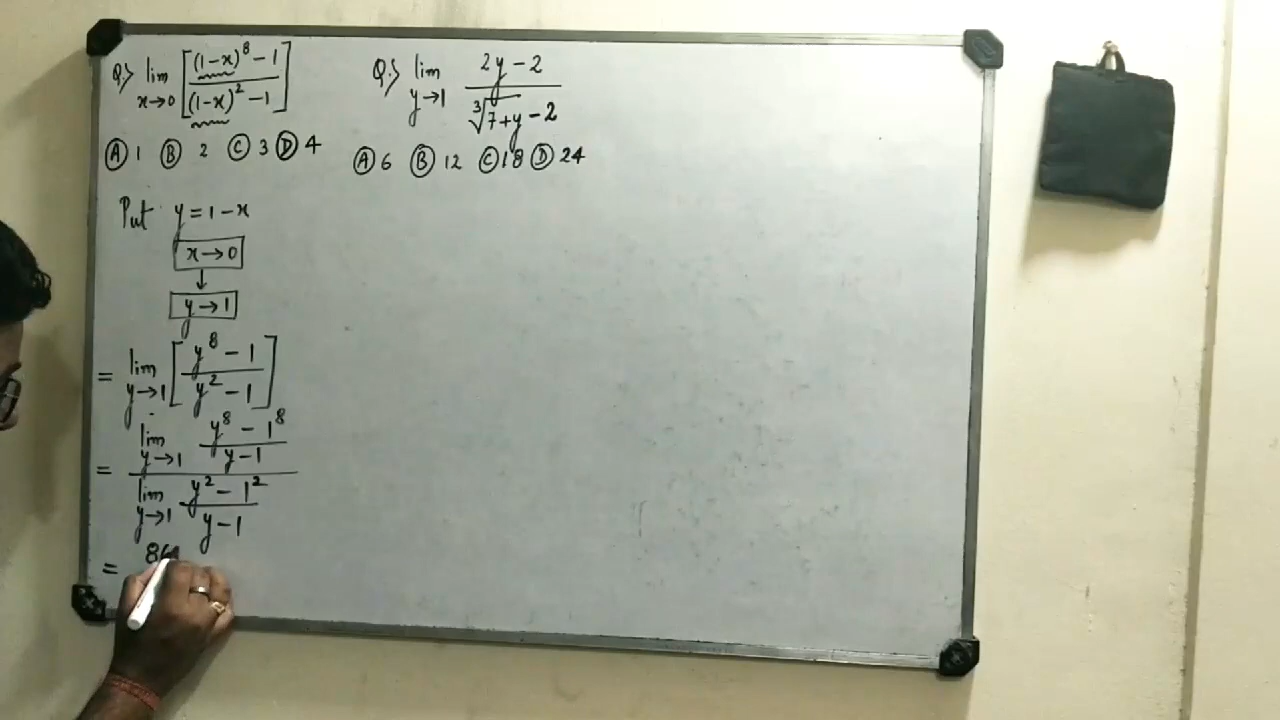 Q> lim x→0 [(1-x)^8 - 1 / (1-x)^2 - 1]
Ⓐ 1 Ⓑ 2 Ⓒ 3 Ⓓ 4
Q.> lim y→1 2y - 2 / ∛7+y - 2
Ⓐ 6 Ⓑ 12 Ⓒ 18 Ⓓ 24
Put y = 1 - x
x→0
↓
y→1
= lim y→1 [y^8 - 1 / y^2 - 1]
= lim y→1 y^8 - 1^8 / y - 1
lim y→1 y^2 - 1^2 / y - 1
= 8(1